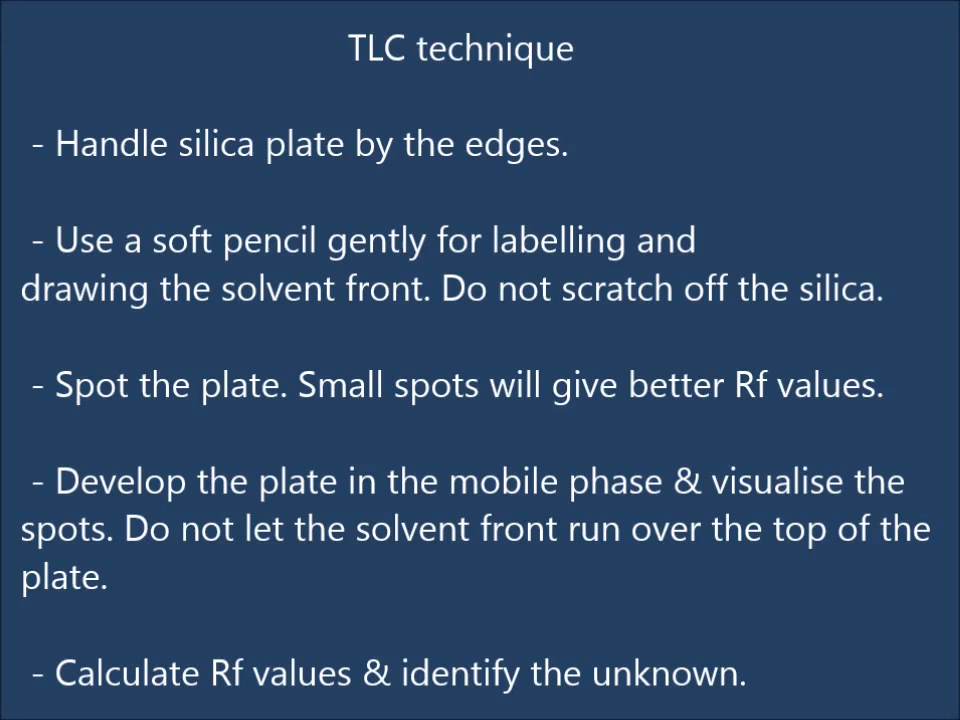 TLC technique
- Handle silica plate by the edges.
- Use a soft pencil gently for labelling and
drawing the solvent front. Do not scratch off the silica.
- Spot the plate. Small spots will give better Rf values.
- Develop the plate in the mobile phase & visualise the
spots. Do not let the solvent front run over the top of the
plate.
- Calculate Rf values & identify the unknown.